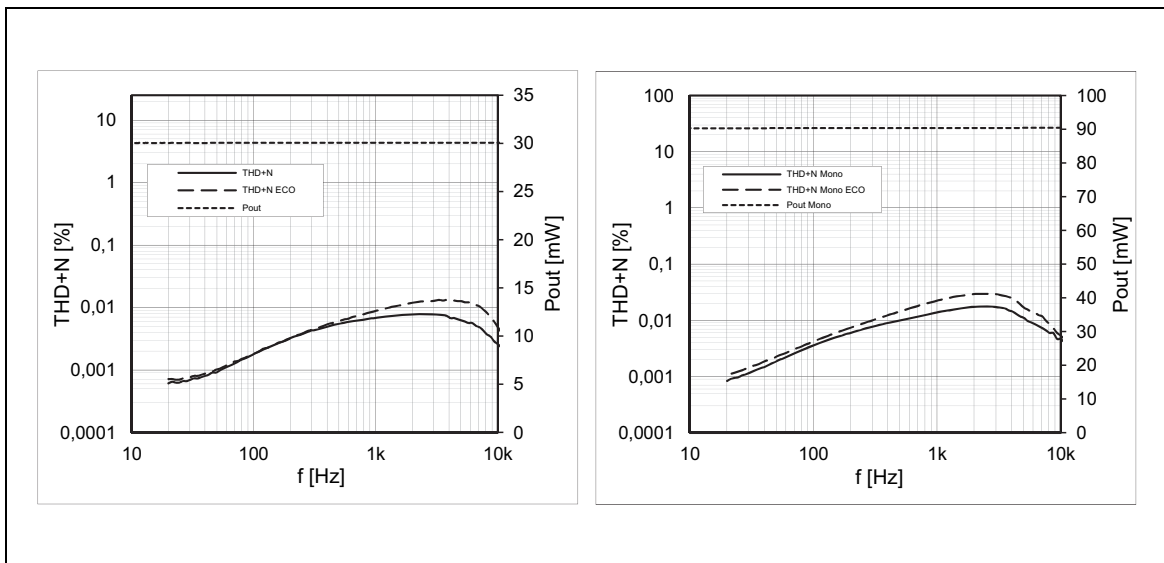 10
1
0,1
0,01
0,001
0,0001
THD+N [%]
35
30
25
20
15
10
5
0
Pout [mW]
THD+N
THD+N ECO
Pout
10
100
1k
10k
f [Hz]
100
10
1
0,1
0,01
0,001
0,0001
THD+N [%]
100
90
80
70
60
50
40
30
20
10
0
Pout [mW]
THD+N Mono
THD+N Mono ECO
Pout Mono
10
100
1k
10k
f [Hz]